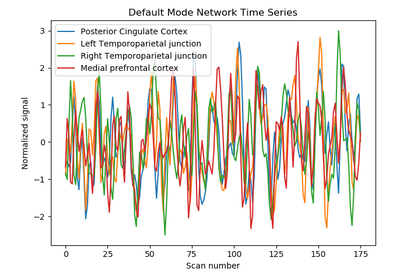 Default Mode Network Time Series
Posterior Cingulate Cortex
Left Temporoparietal junction
Right Temporoparietal junction
Medial prefrontal cortex
Normalized signal
3
2
1
0
−1
−2
0
25
50
75
100
125
150
175
Scan number